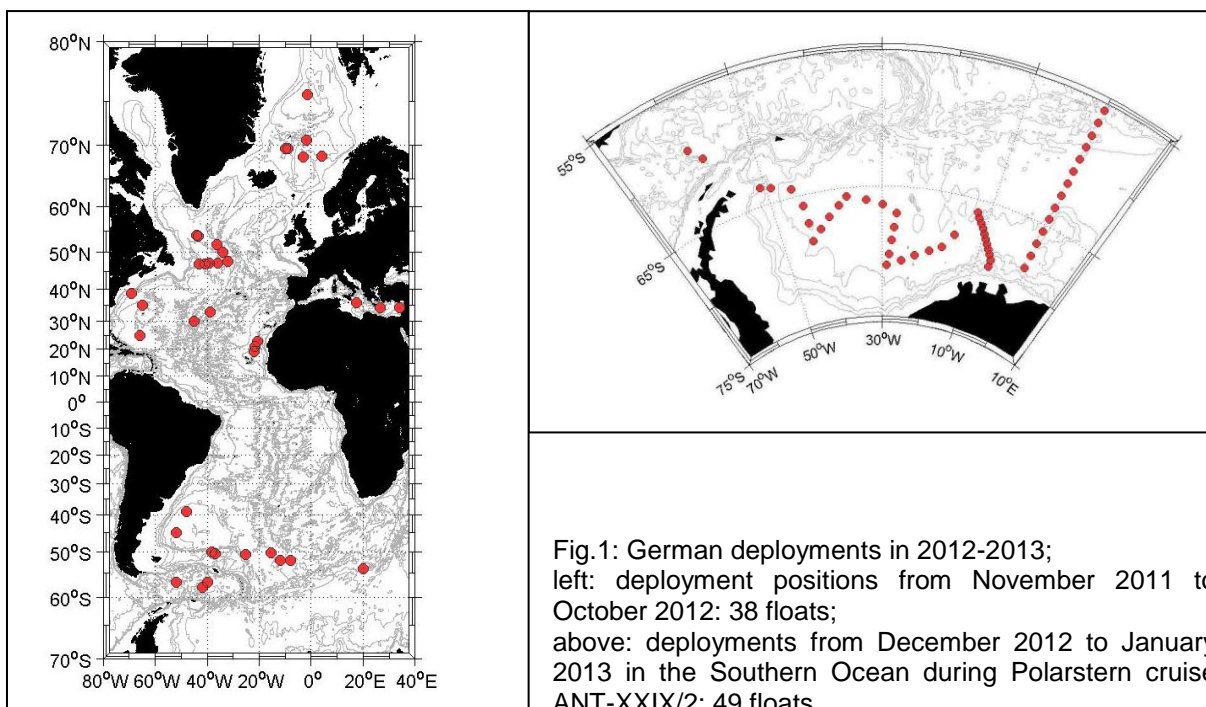 80°N
70°N
60°N
50°N
40°N
30°N
20°N
10°N
0°
10°S
20°S
30°S
40°S
50°S
60°S
70°S
80°W 60°W 40°W 20°W 0° 20°E 40°E
55°S
65°S
75°S
70°W
50°W
30°W
10°W
10°E
Fig.1: German deployments in 2012-2013;
left: deployment positions from November 2011 to
October 2012: 38 floats;
above: deployments from December 2012 to January
2013 in the Southern Ocean during Polarstern cruise
ANT-XXIX/2: 49 floats